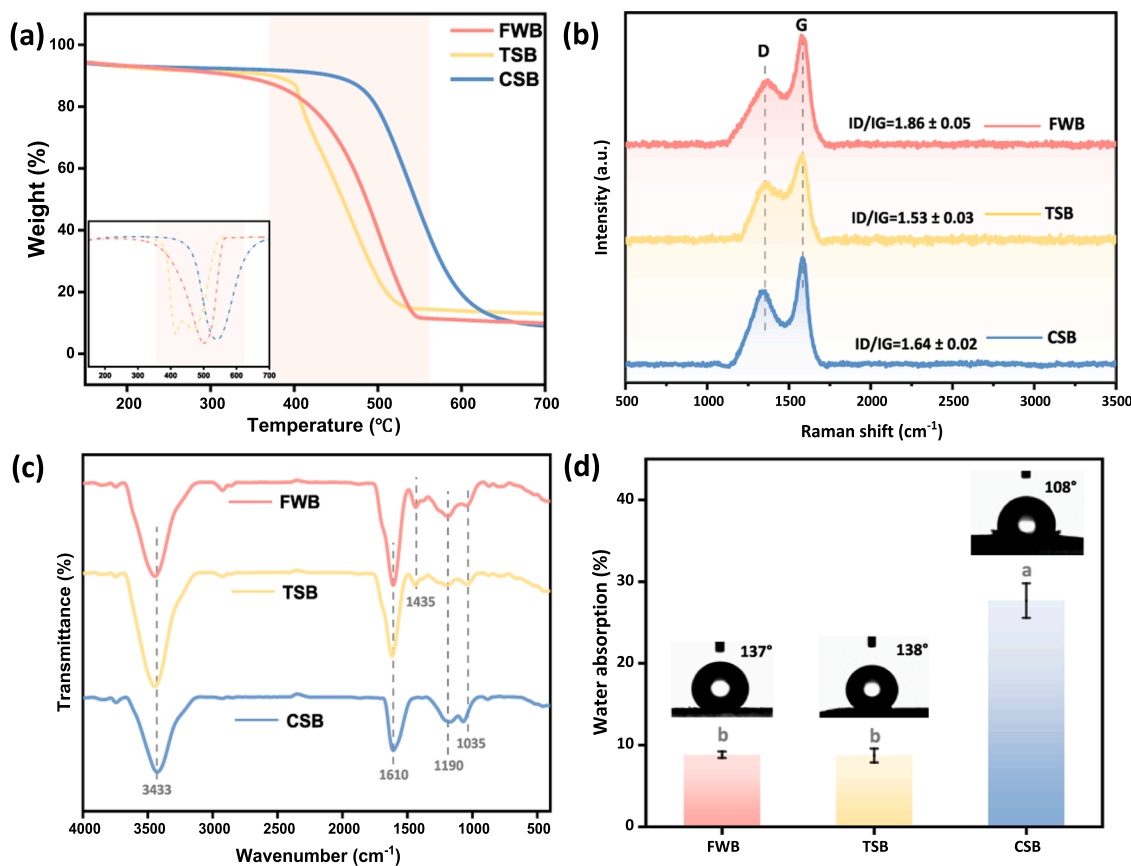 (a)
FWB
TSB
CSB
100
80
60
40
20
0
Weight (%)
200
300
400
500
600
700
Temperature (℃)
200
300
400
500
600
700
(b)
D
G
ID/IG=1.86 ± 0.05
FWB
ID/IG=1.53 ± 0.03
TSB
ID/IG=1.64 ± 0.02
CSB
Intensity (a.u.)
500
1000
1500
2000
2500
3000
3500
Raman shift (cm⁻¹)
(c)
FWB
TSB
CSB
1435
1035
1190
1610
3433
Transmittance (%)
4000
3500
3000
2500
2000
1500
1000
500
Wavenumber (cm⁻¹)
(d)
40
30
20
10
0
Water absorption (%)
137°
b
138°
b
108°
a
FWB
TSB
CSB